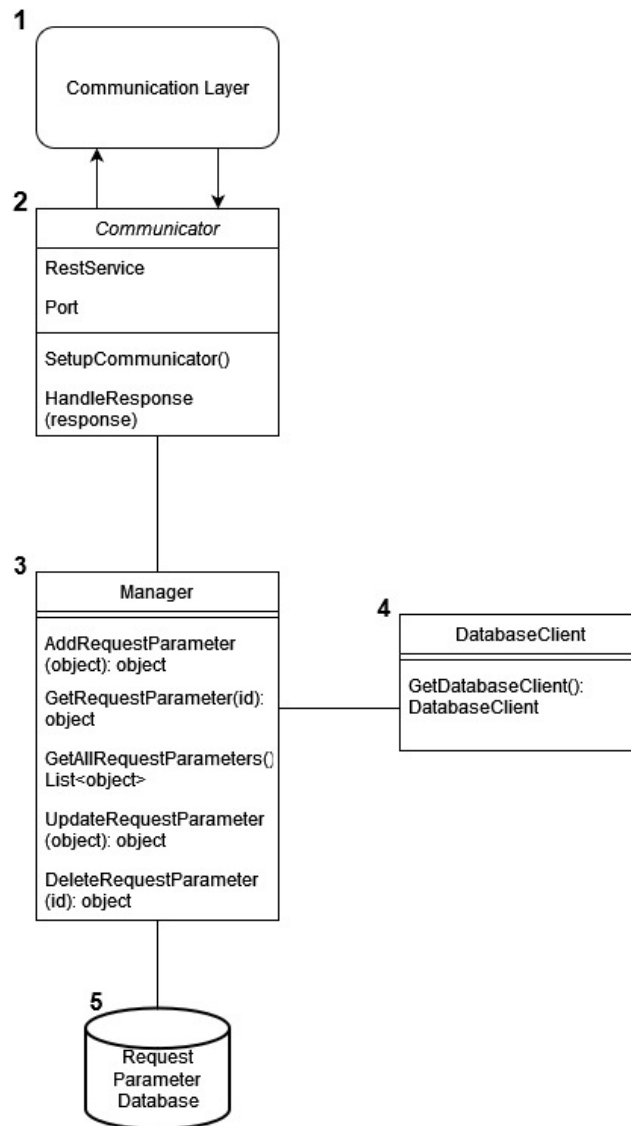 1
Communication Layer
2
Communicator
RestService
Port
SetupCommunicator()
HandleResponse
(response)
3
Manager
AddRequestParameter
(object): object
GetRequestParameter(id):
object
GetAllRequestParameters()
List<object>
UpdateRequestParameter
(object): object
DeleteRequestParameter
(id): object
4
DatabaseClient
GetDatabaseClient():
DatabaseClient
5
Request
Parameter
Database